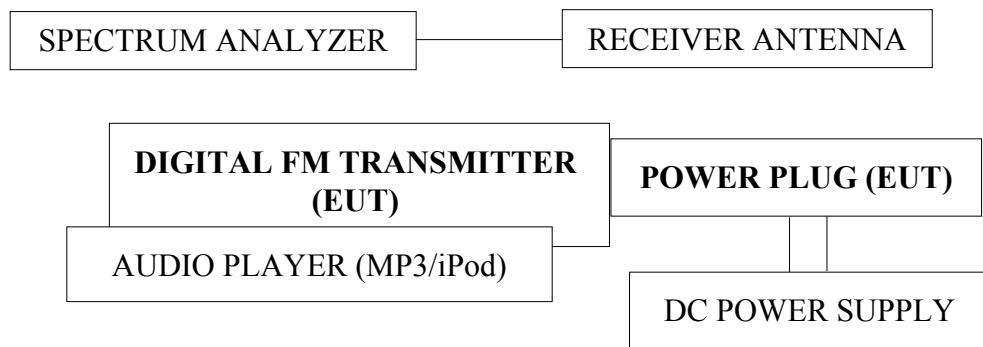 SPECTRUM ANALYZER
RECEIVER ANTENNA
DIGITAL FM TRANSMITTER
(EUT)
POWER PLUG (EUT)
AUDIO PLAYER (MP3/iPod)
DC POWER SUPPLY